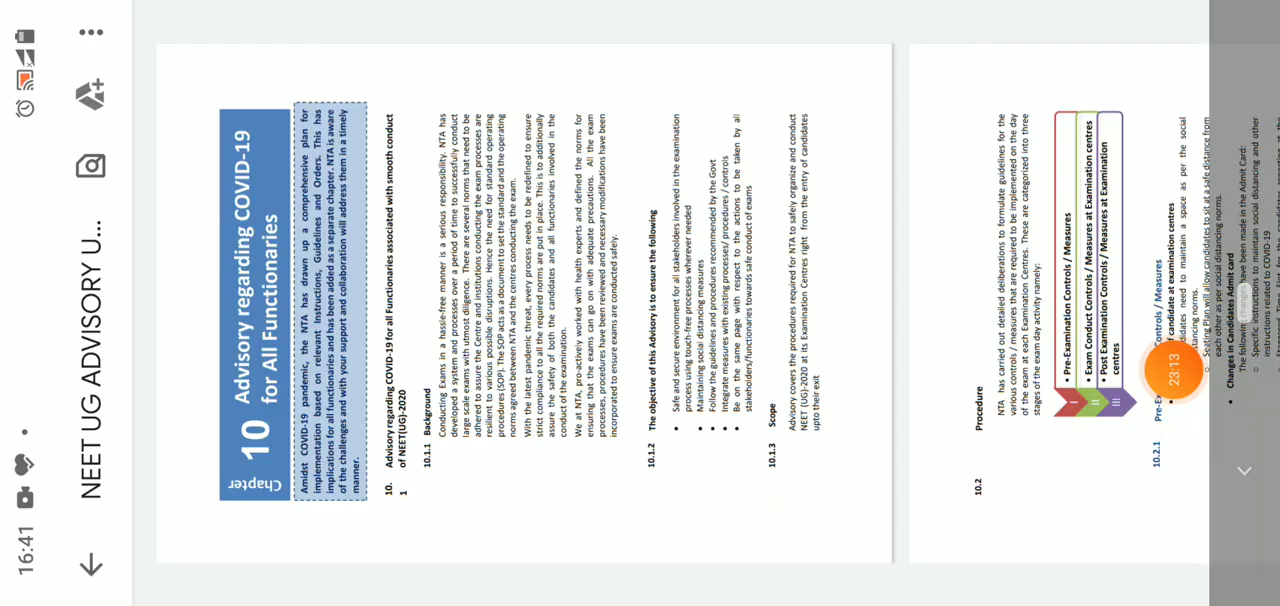 16:41
NEET UG ADVISORY U...
Chapter
10
Advisory regarding COVID-19
for All Functionaries
Amidst COVID-19 pandemic, the NTA has drawn up a comprehensive plan for
implementation based on relevant Instructions, Guidelines and Orders. This has
implications for all functionaries and has been added as a separate chapter. NTA is aware
of the challenges and with your support and collaboration will address them in a timely
manner.
10. Advisory regarding COVID-19 for all Functionaries associated with smooth conduct
1 of NEET(UG)-2020
10.1.1 Background
Conducting Exams in a hassle-free manner is a serious responsibility. NTA has
developed a system and processes over a period of time to successfully conduct
large scale exams with utmost diligence. There are several norms that need to be
adhered to assure the Centre and institutions conducting the exam processes are
resilient to various possible disruptions. Hence the need for standard operating
procedures (SOP). The SOP acts as a document to set the standard and the operating
norms agreed between NTA and the centres conducting the exam.
With the latest pandemic threat, every process needs to be redefined to ensure
strict compliance to all the required norms are put in place. This is to additionally
assure the safety of both the candidates and all functionaries involved in the
conduct of the examination.
We at NTA, pro-actively worked with health experts and defined the norms for
ensuring that the exams can go on with adequate precautions. All the exam
processes, procedures have been reviewed and necessary modifications have been
incorporated to ensure exams are conducted safely.
10.1.2 The objective of this Advisory is to ensure the following
• Safe and secure environment for all stakeholders involved in the examination
process using touch-free processes wherever needed
• Maintaining social distancing measures
• Follow the guidelines and procedures recommended by the Govt
• Integrate measures with existing processes/ procedures / controls
• Be on the same page with respect to the actions to be taken by all
stakeholders/functionaries towards safe conduct of exams
10.1.3 Scope
Advisory covers the procedures required for NTA to safely organize and conduct
NEET (UG)-2020 at its Examination Centres right from the entry of candidates
upto their exit
10.2 Procedure
NTA has carried out detailed deliberations to formulate guidelines for the
various controls / measures that are required to be implemented on the day
of the exam at each Examination Centres. These are categorized into three
stages of the exam day activity namely:
I • Pre-Examination Controls / Measures
II • Exam Conduct Controls / Measures at Examination centres
III • Post Examination Controls / Measures at Examination
centres
10.2.1 Pre-Ex Controls / Measures
• f candidate at examination centres
didates need to maintain a space as per the social
stancing norms.
23:13
○ Seating Plan will allow candidates to sit at a safe distance from
each other as per social distancing norms.
• Changes in Candidates Admit card
The following changes have been made in the Admit Card:
○ Specific instructions to maintain social distancing and other
instructions related to COVID-19